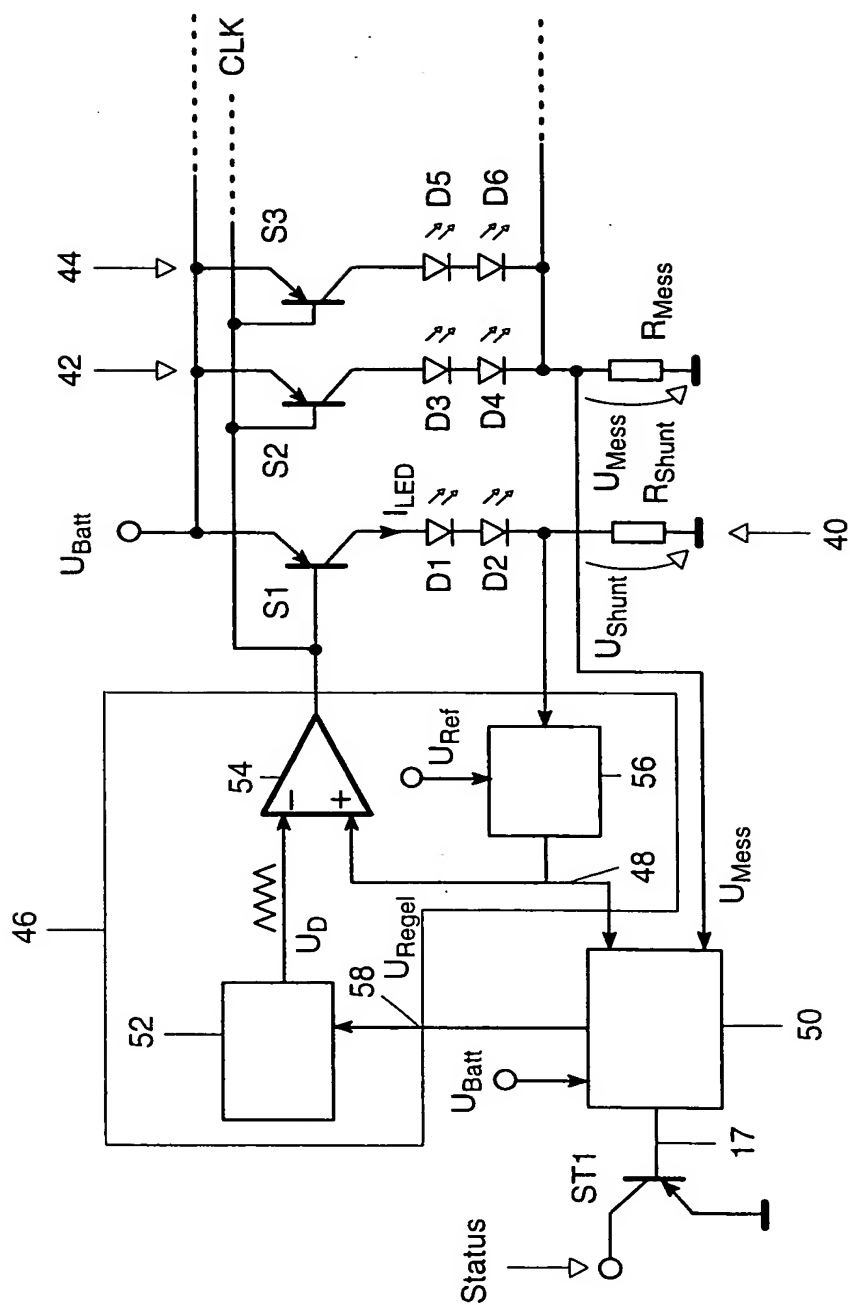 46
52
54
–
+
U_D
U_Regel
58
U_Batt
50
17
ST1
Status
U_Ref
56
48
U_Mess
U_Batt
S1
I_LED
D1
D2
U_Shunt
R_Shunt
40
42
S2
D3
D4
U_Mess
R_Mess
44
S3
D5
D6
CLK